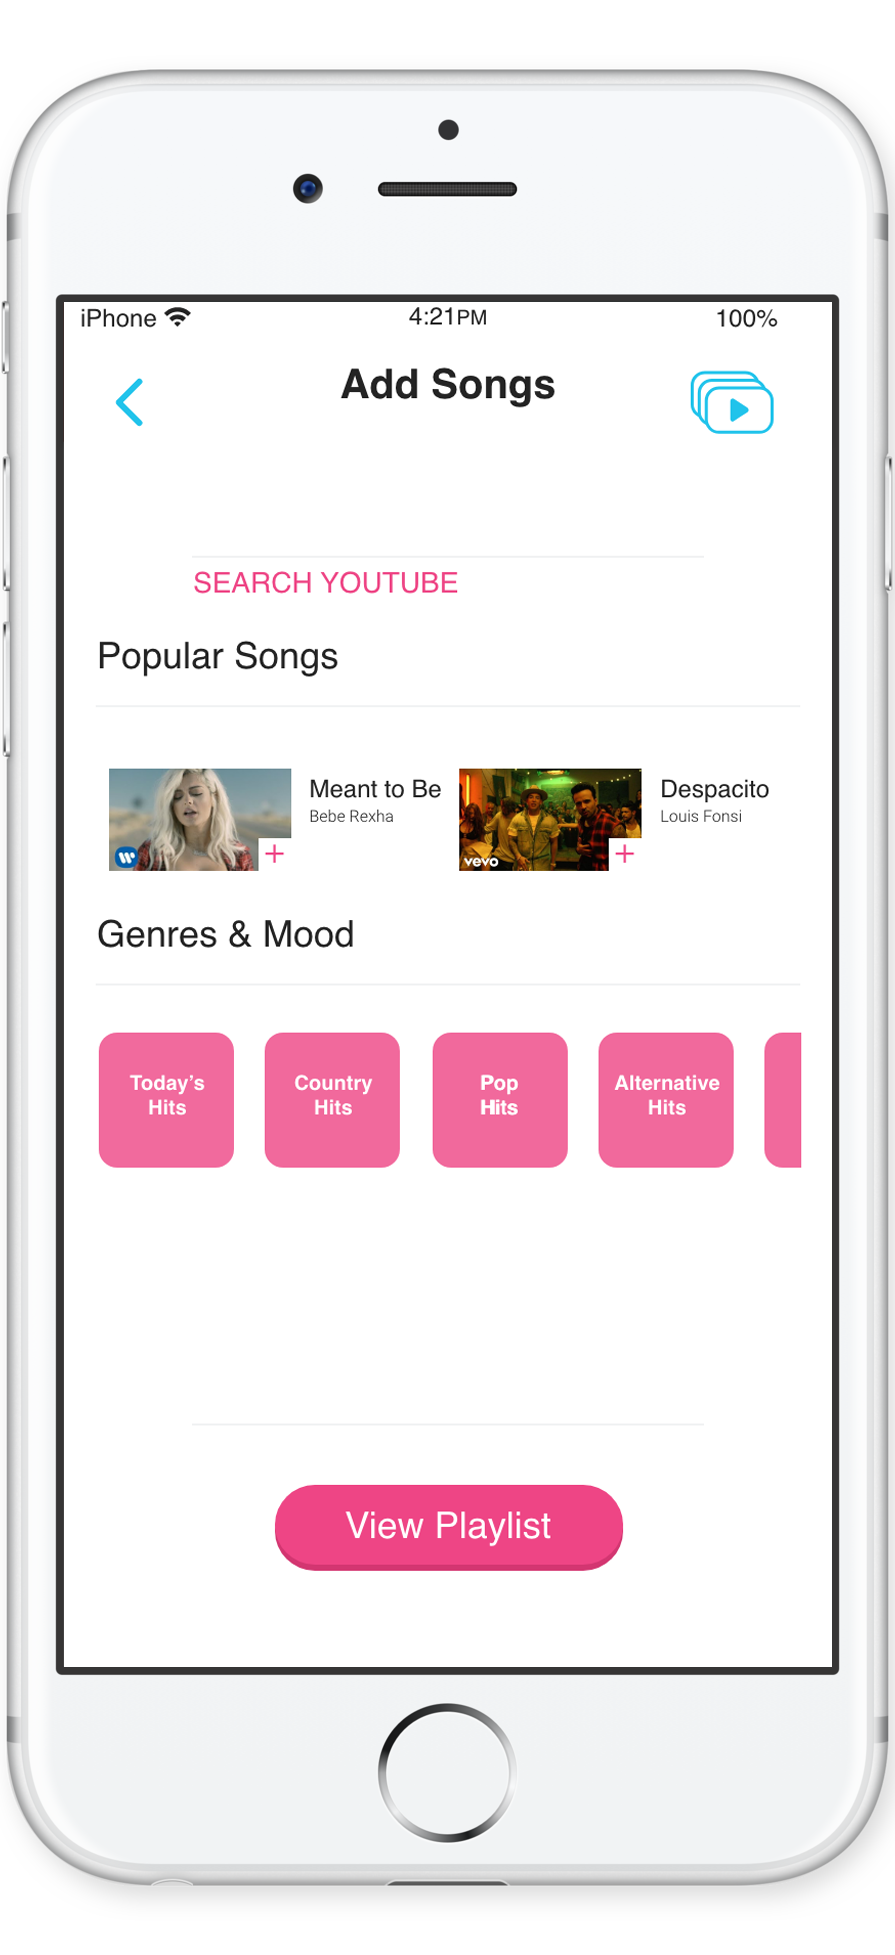 iPhone 4:21PM 100%
Add Songs
SEARCH YOUTUBE
Popular Songs
Meant to Be
Bebe Rexha
vevo
Despacito
Louis Fonsi
Genres & Mood
Today's
Hits
Country
Hits
Pop
Hits
Alternative
Hits
View Playlist